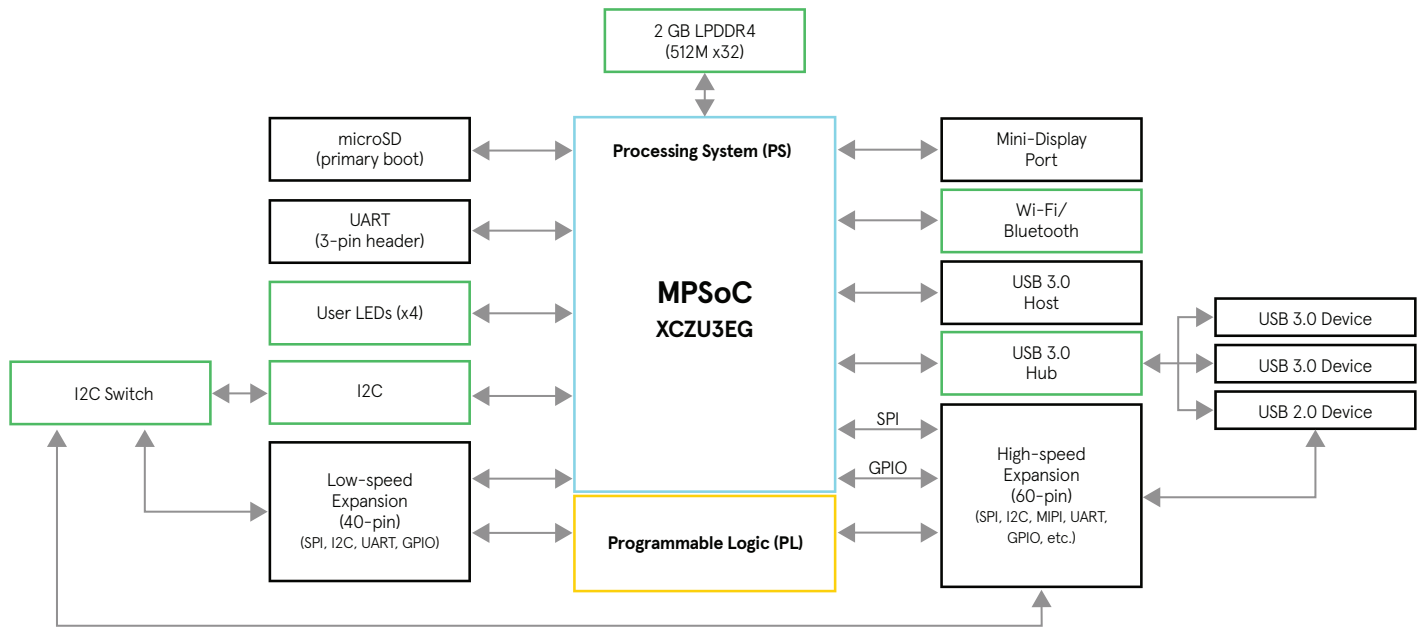 2 GB LPDDR4
(512M x32)
microSD
(primary boot)
UART
(3-pin header)
User LEDs (x4)
I2C Switch
I2C
Low-speed
Expansion
(40-pin)
(SPI, I2C, UART, GPIO)
Processing System (PS)
MPSoC
XCZU3EG
Programmable Logic (PL)
Mini-Display
Port
Wi-Fi/
Bluetooth
USB 3.0
Host
USB 3.0
Hub
SPI
GPIO
High-speed
Expansion
(60-pin)
(SPI, I2C, MIPI, UART,
GPIO, etc.)
USB 3.0 Device
USB 3.0 Device
USB 2.0 Device